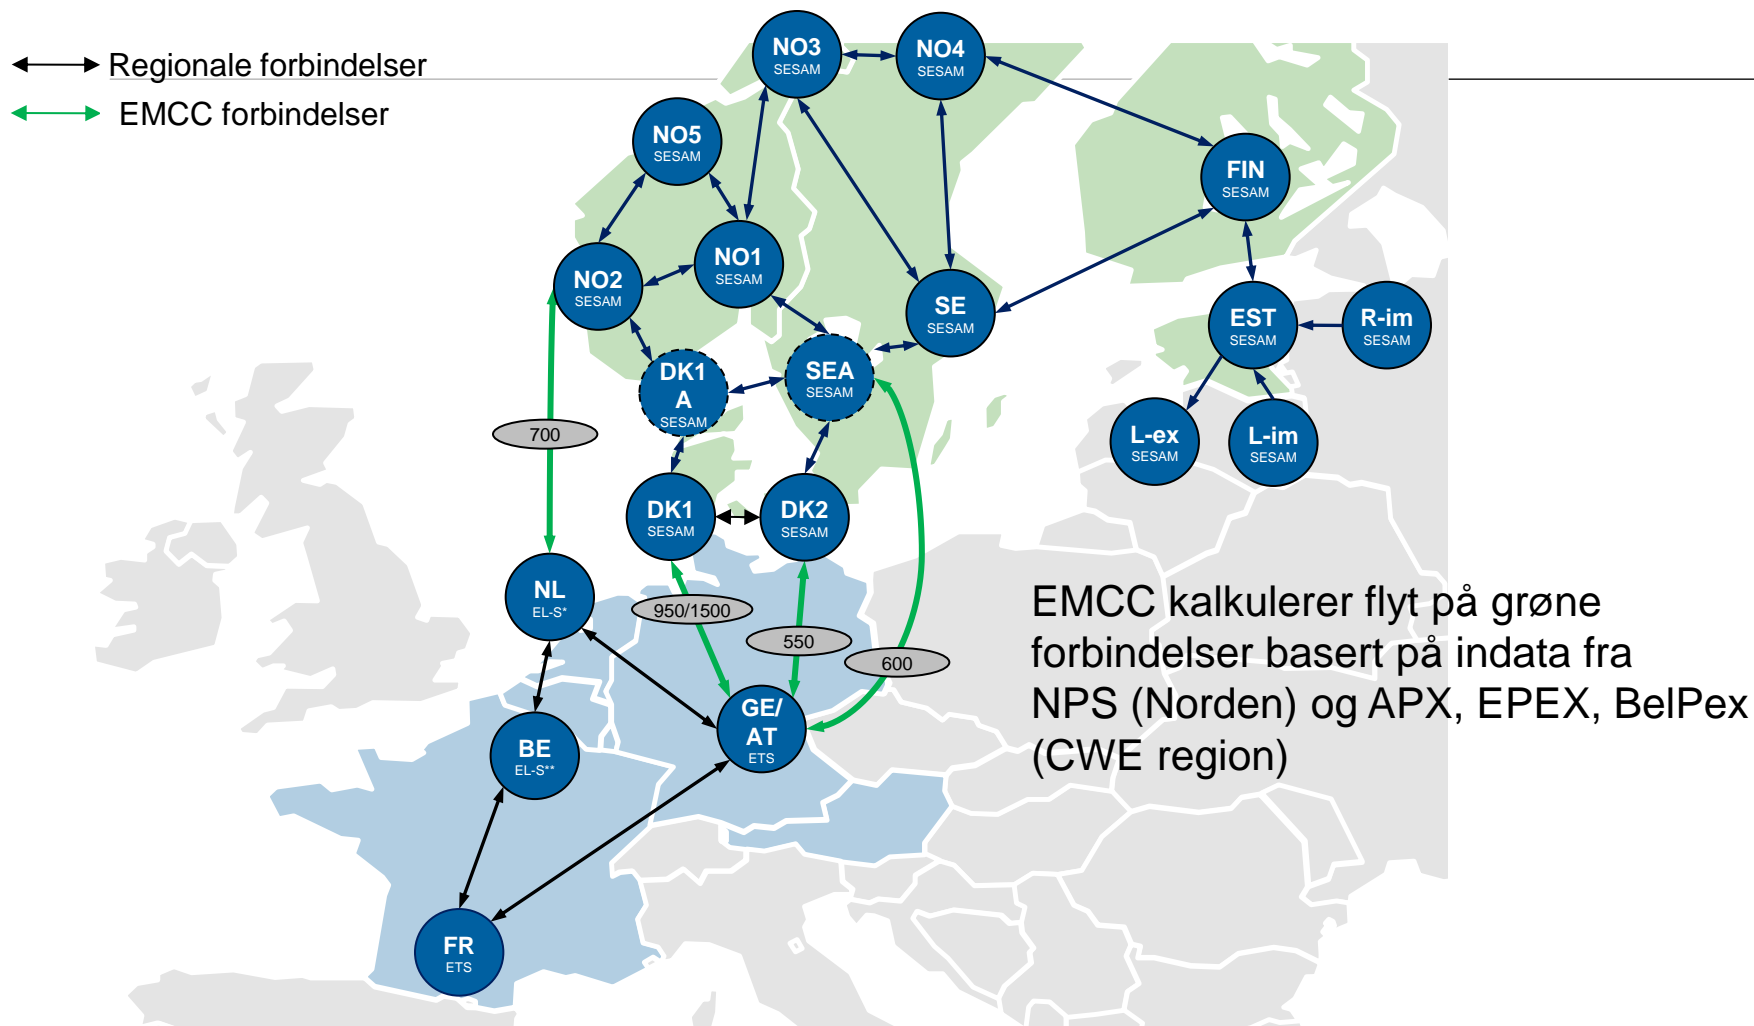 Regionale forbindelser
EMCC forbindelser
NO3
SESAM
NO4
SESAM
NO5
SESAM
FIN
SESAM
NO1
SESAM
NO2
SESAM
SE
SESAM
EST
SESAM
R-im
SESAM
DK1
A
SESAM
SEA
SESAM
700
L-ex
SESAM
L-im
SESAM
DK1
SESAM
DK2
SESAM
NL
EL-S*
950/1500
550
600
EMCC kalkulerer flyt på grøne
forbindelser basert på indata fra
NPS (Norden) og APX, EPEX, BelPex
(CWE region)
GE/
AT
ETS
BE
EL-S**
FR
ETS